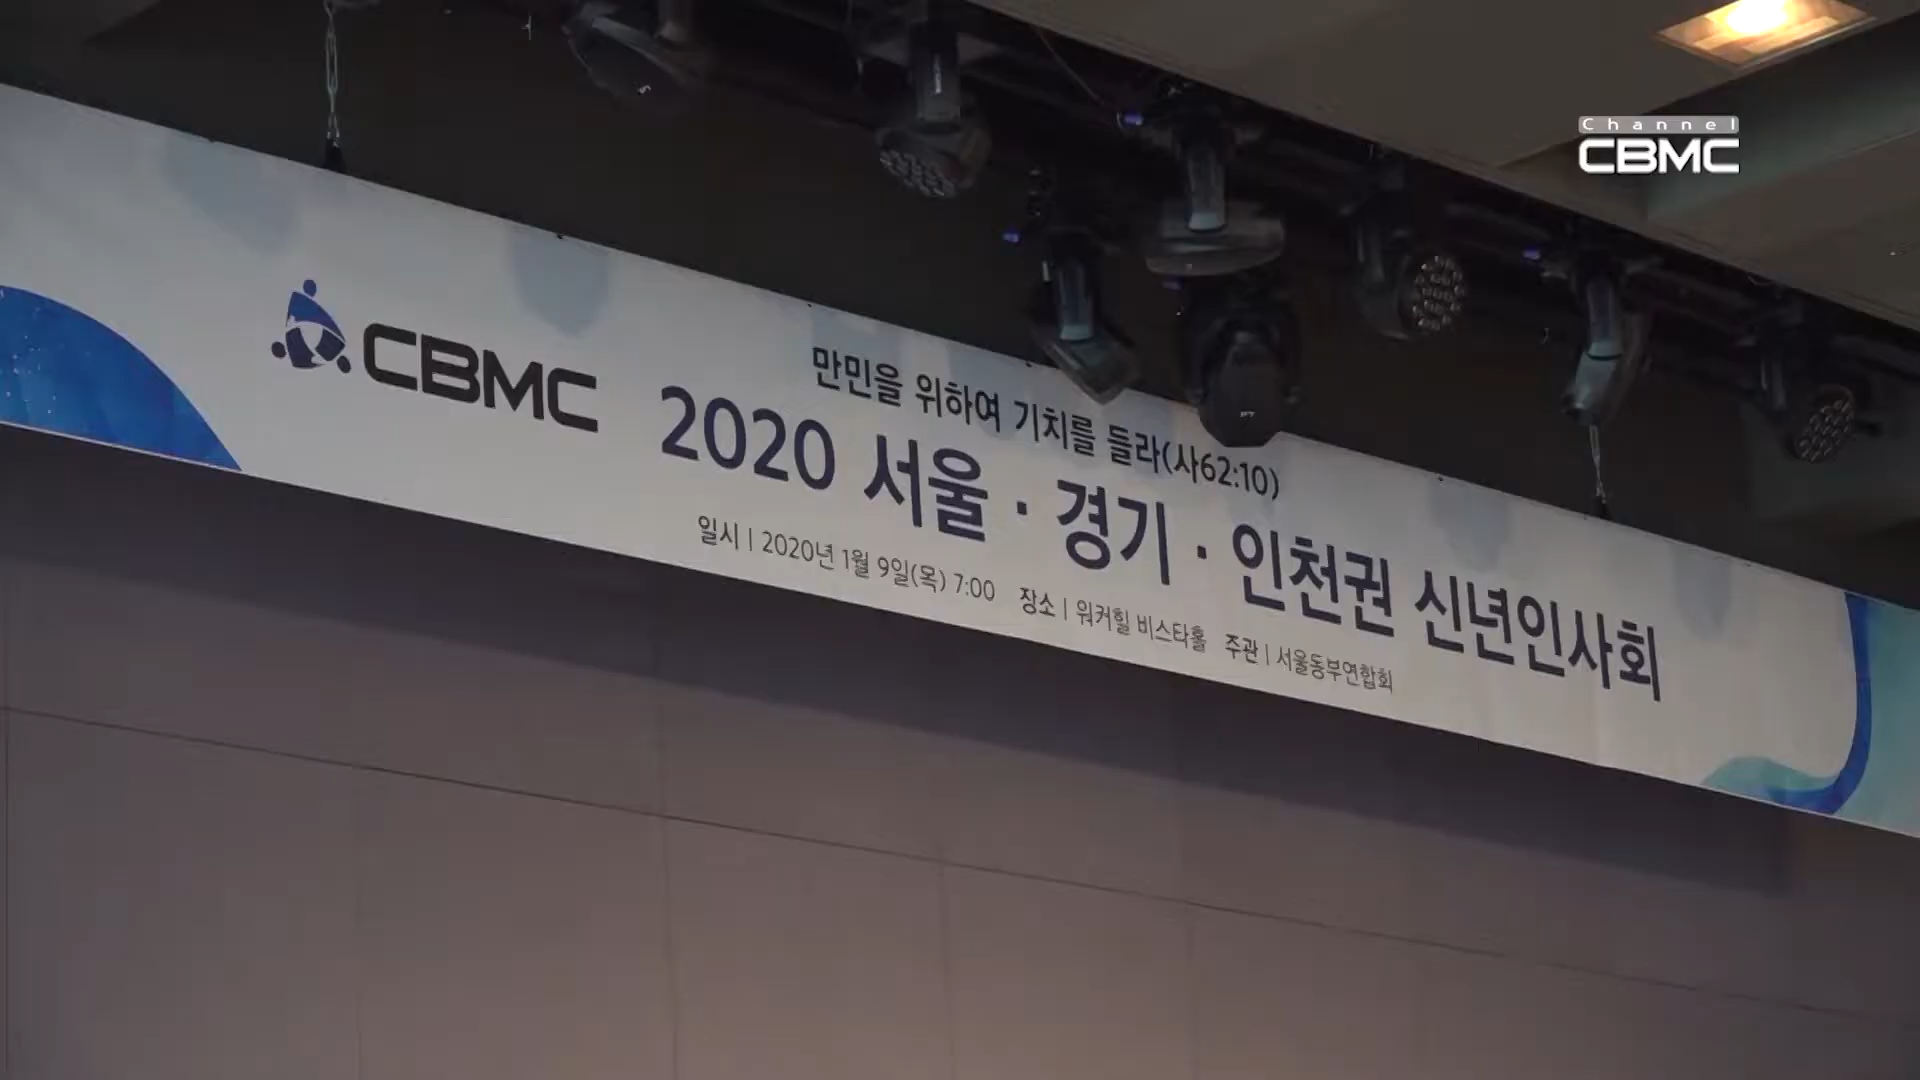 Channel
CBMC
CBMC
만민을 위하여 기치를 들라(사62:10)
2020 서울 · 경기 · 인천권 신년인사회
일시 | 2020년 1월 9일(목) 7:00 장소 | 워커힐 비스타홀 주관 | 서울동부연합회